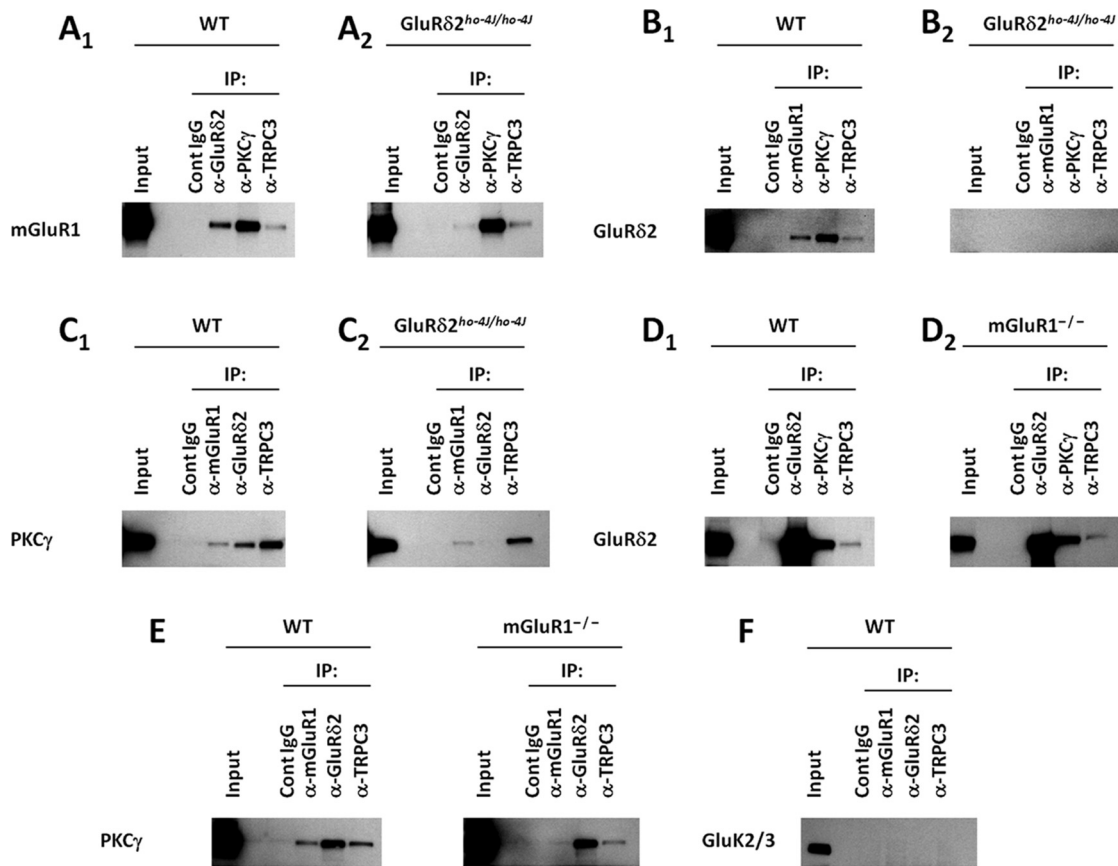 A1 WT
IP:
Input
Cont IgG
α-GluRδ2
α-PKCγ
α-TRPC3
mGluR1
A2 GluRδ2ho-4J/ho-4J
IP:
Input
Cont IgG
α-GluRδ2
α-PKCγ
α-TRPC3
B1 WT
IP:
Input
Cont IgG
α-mGluR1
α-PKCγ
α-TRPC3
GluRδ2
B2 GluRδ2ho-4J/ho-4J
IP:
Input
Cont IgG
α-mGluR1
α-PKCγ
α-TRPC3
C1 WT
IP:
Input
Cont IgG
α-mGluR1
α-GluRδ2
α-TRPC3
PKCγ
C2 GluRδ2ho-4J/ho-4J
IP:
Input
Cont IgG
α-mGluR1
α-GluRδ2
α-TRPC3
D1 WT
IP:
Input
Cont IgG
α-GluRδ2
α-PKCγ
α-TRPC3
GluRδ2
D2 mGluR1−/−
IP:
Input
Cont IgG
α-GluRδ2
α-PKCγ
α-TRPC3
E WT
IP:
Input
Cont IgG
α-mGluR1
α-GluRδ2
α-TRPC3
PKCγ
mGluR1−/−
IP:
Input
Cont IgG
α-mGluR1
α-GluRδ2
α-TRPC3
F WT
IP:
Input
Cont IgG
α-mGluR1
α-GluRδ2
α-TRPC3
GluK2/3